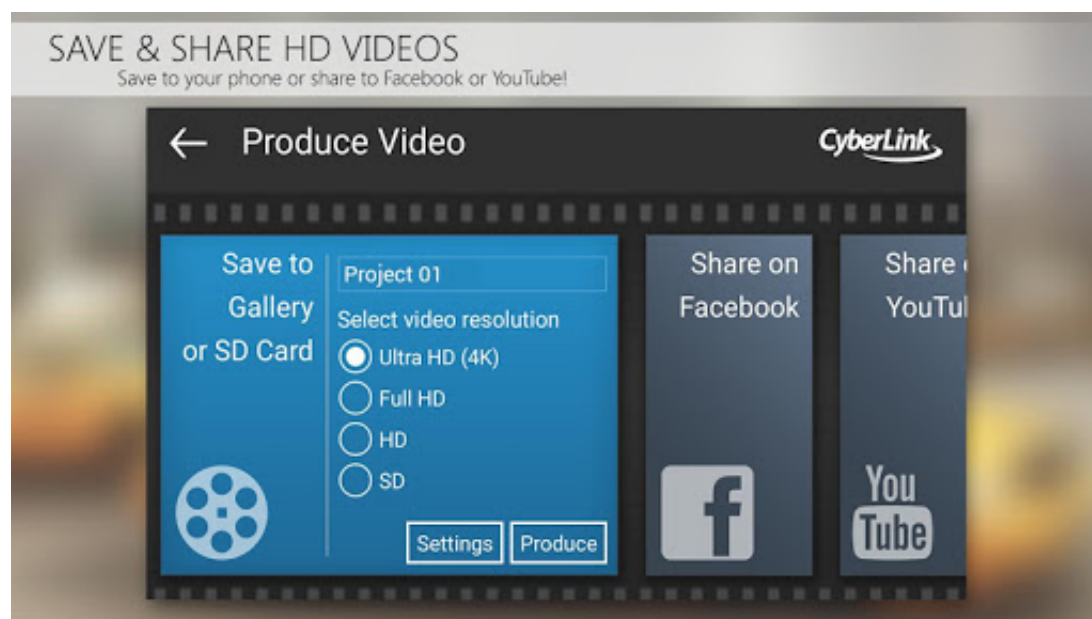 SAVE & SHARE HD VIDEOS
Save to your phone or share to Facebook or YouTube!
Produce Video
CyberLink
Save to
Gallery
or SD Card
Project 01
Select video resolution
Ultra HD (4K)
Full HD
HD
SD
Settings
Produce
Share on
Facebook
f
Share
YouTu
You
Tube